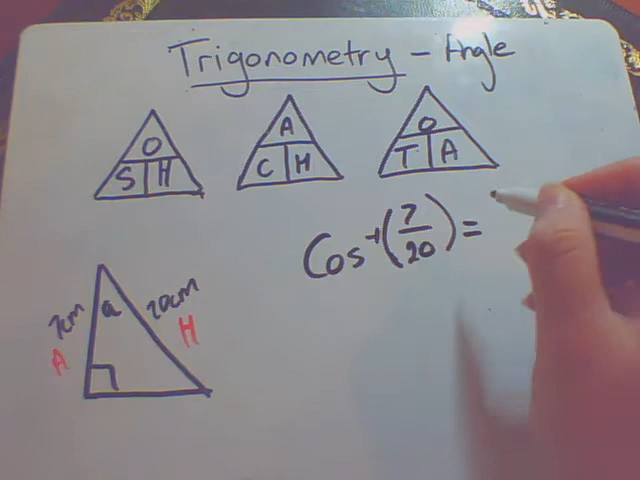 Trigonometry - Angle
O
S H
A
C H
O
T A
Cos⁻¹(7/20) =
7cm a 20cm
A H